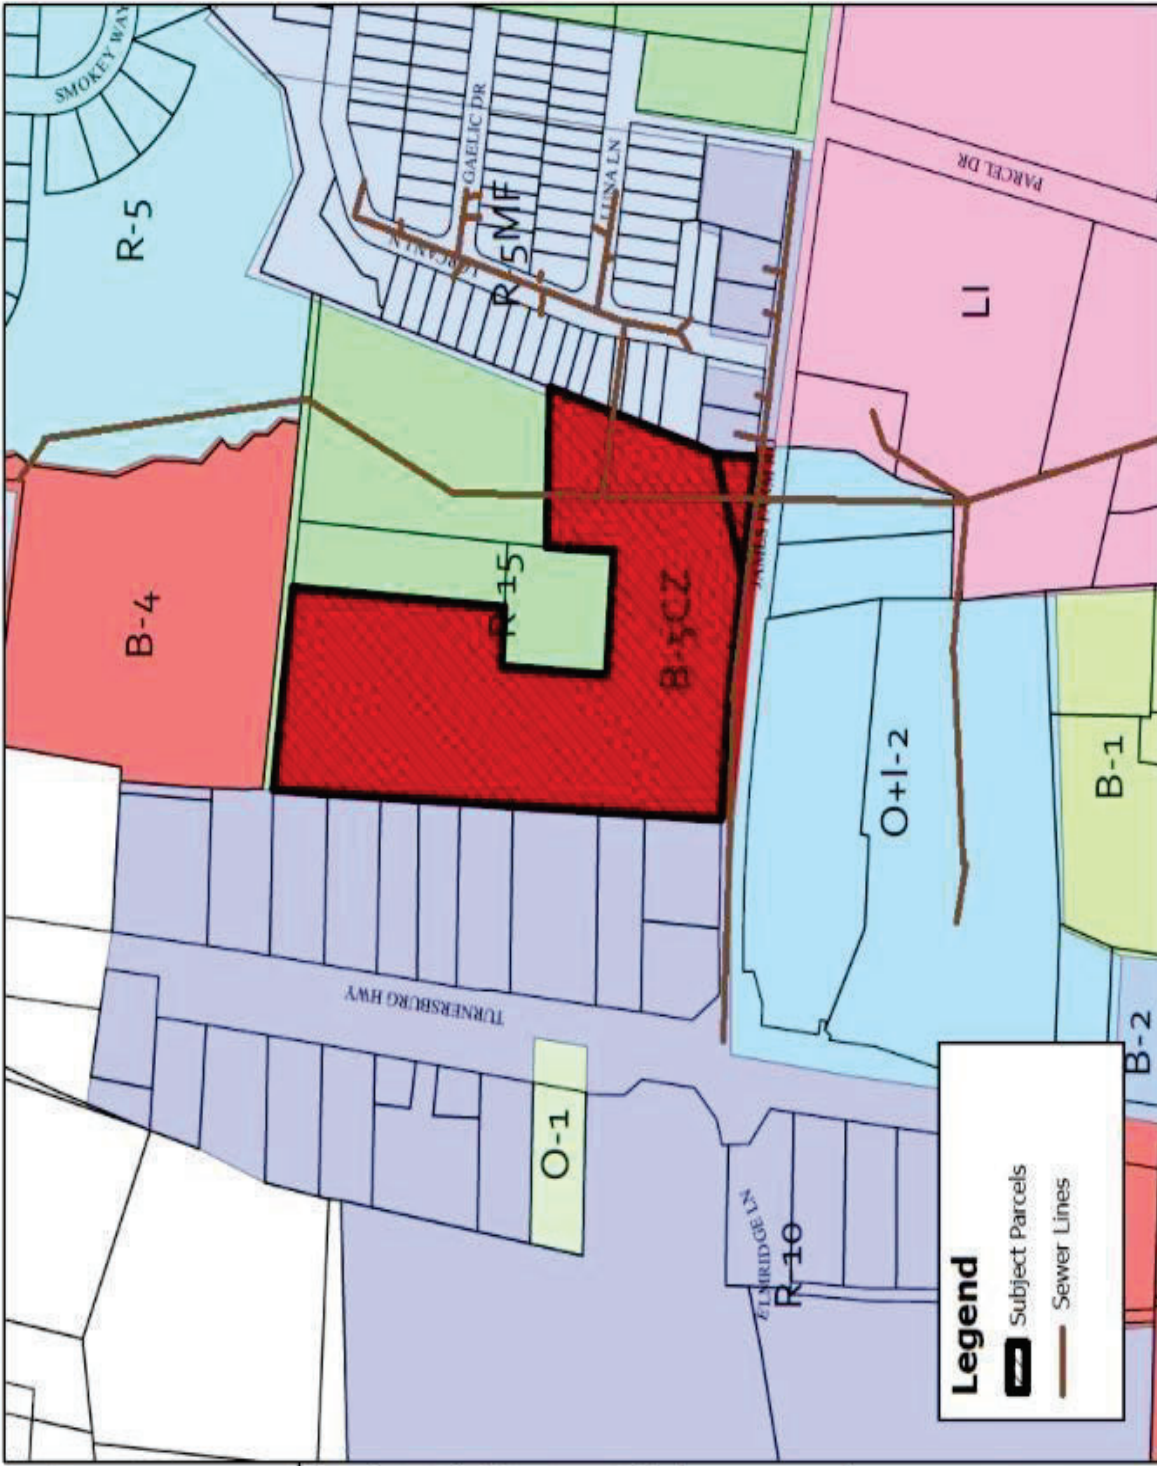 SMOKEY WAY
R-5
GAELIC DR
LUNA LN
R-5MF
PARCEL DR
LI
B-4
R-15
B-5CZ
O+I-2
B-1
B-2
TURNERSBURG HWY
O-1
ELMRIDGE LN
R-10
Legend
Subject Parcels
Sewer Lines